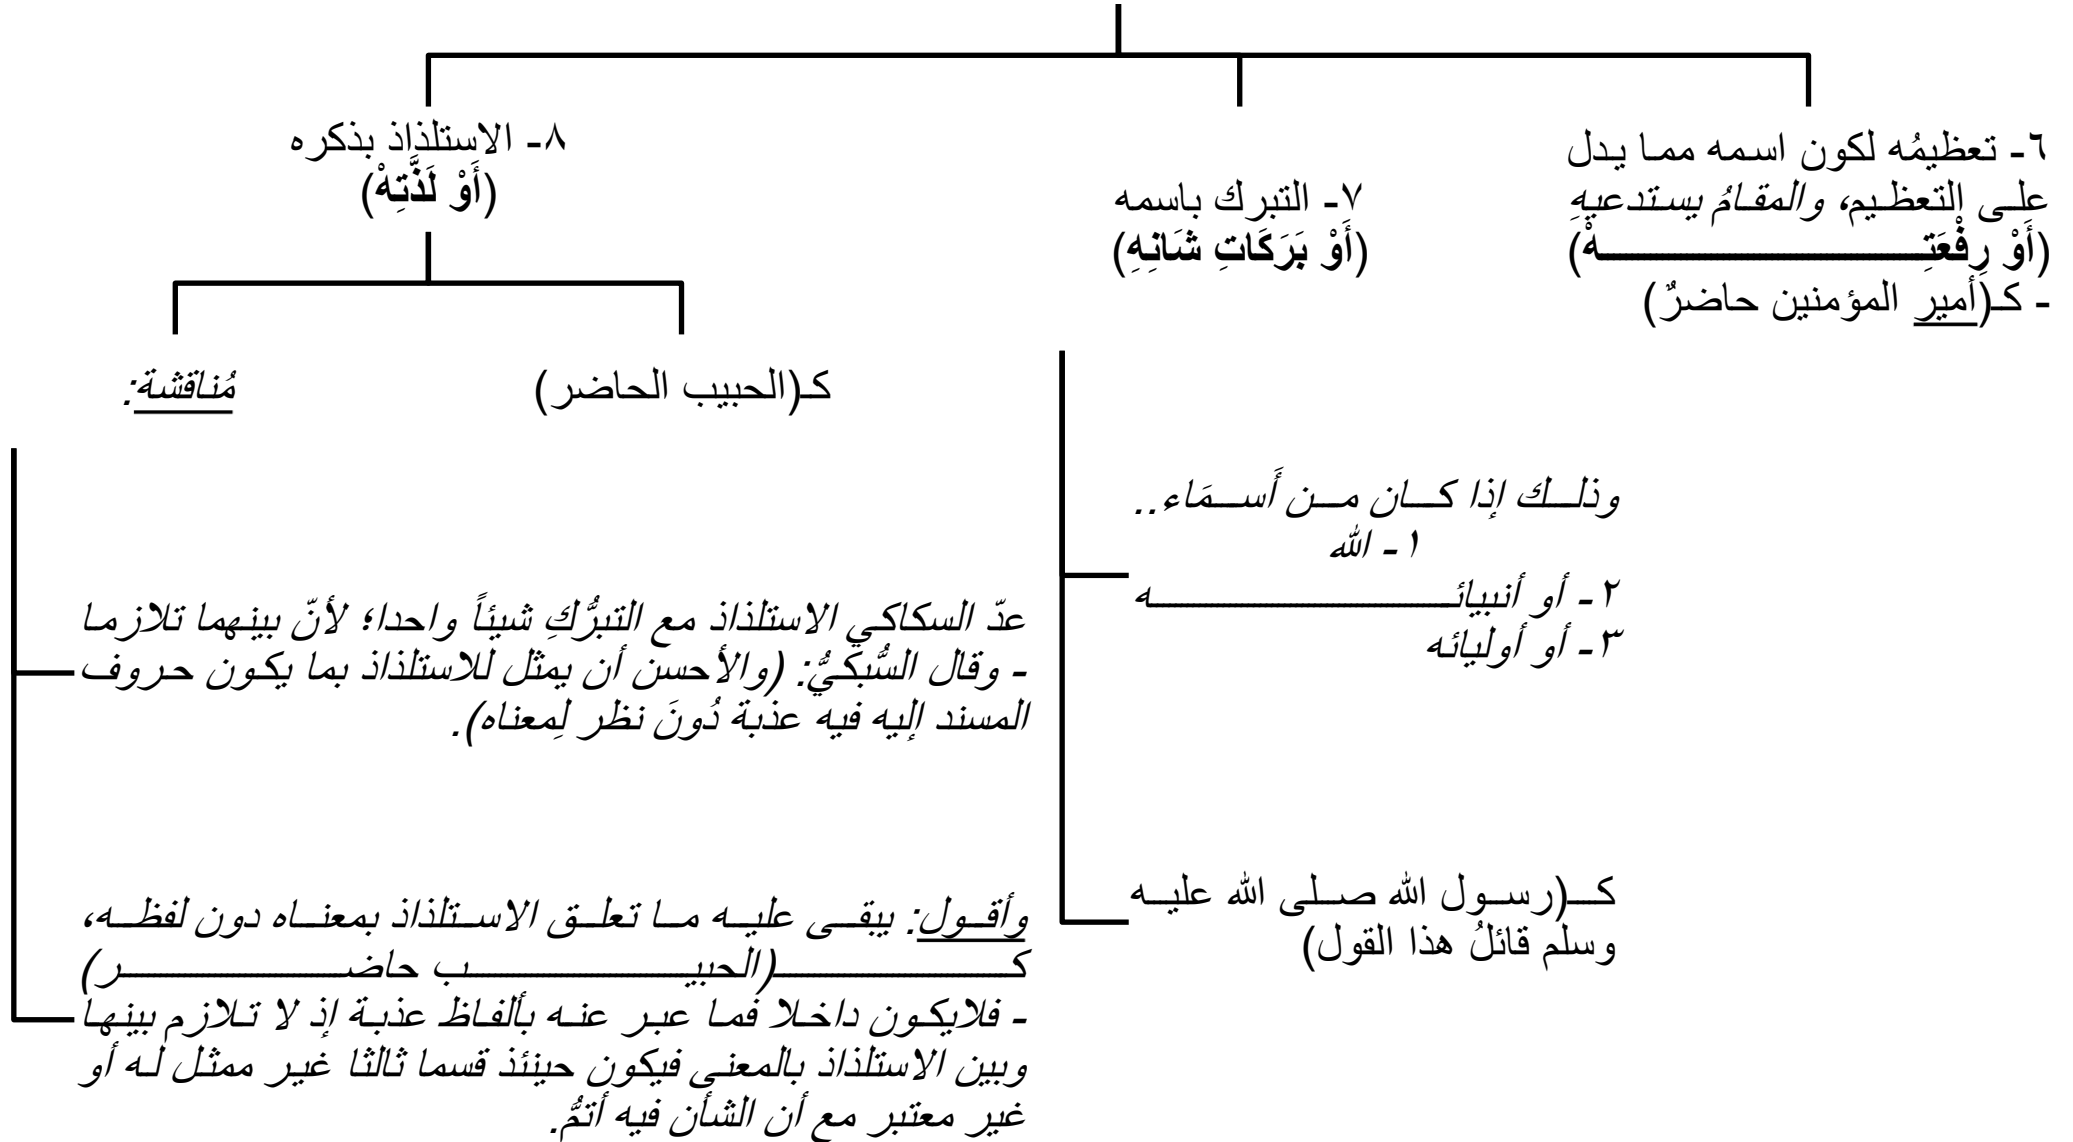 ٦- تعظيمُه لكون اسمه مما يدل
على التعظيم، والمقامُ يستدعيهِ
(أَوْ رِفْعَتِهْ)
- كـ(أمير المؤمنين حاضرٌ)
٧- التبرك باسمه
(أَوْ بَرَكَاتِ شَانِهِ)
وذلك إذا كان من أَسمَاء..
١- الله
٢- أو أنبيائه
٣- أو أوليائه
كـ(رسول الله صلى الله عليه
وسلم قائلُ هذا القول)
٨- الاستلذاذ بذكره
(أَوْ لَذَّتِهْ)
كـ(الحبيب الحاضر)
مُناقشة:
عدّ السكاكي الاستلذاذ مع التبرُّكِ شيئاً واحدا؛ لأنّ بينهما تلازما
- وقال السُّبكيُّ: (والأحسن أن يمثل للاستلذاذ بما يكون حروف
المسند إليه فيه عذبة دُونَ نظر لِمعناه).
وأقول: يبقى عليه ما تعلق الاستلذاذ بمعناه دون لفظه،
كـ(الحبيب حاضر)
- فلايكون داخلا فما عبر عنه بألفاظ عذبة إذ لا تلازم بينها
وبين الاستلذاذ بالمعنى فيكون حينئذ قسما ثالثا غير ممثل له أو
غير معتبر مع أن الشأن فيه أتمُّ.